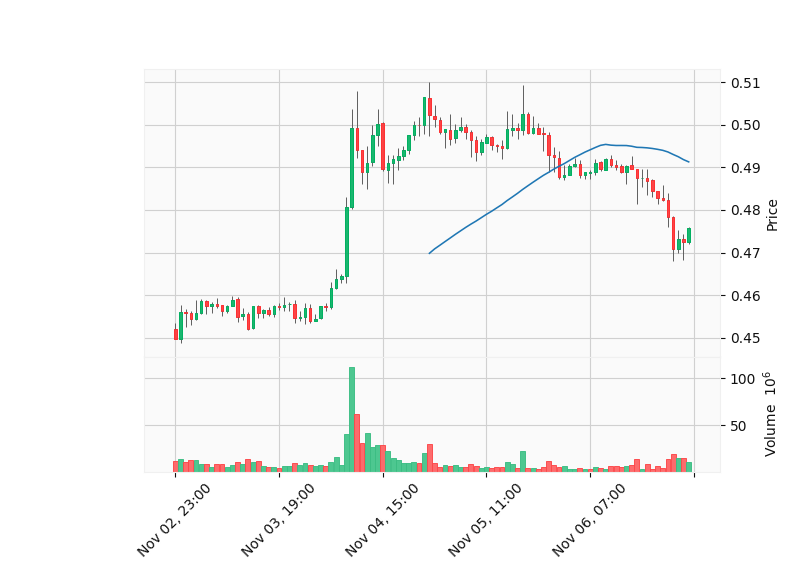 0.51
0.50
0.49
0.48
0.47
0.46
0.45
Price
100
50
Volume 10⁶
Nov 02, 23:00
Nov 03, 19:00
Nov 04, 15:00
Nov 05, 11:00
Nov 06, 07:00